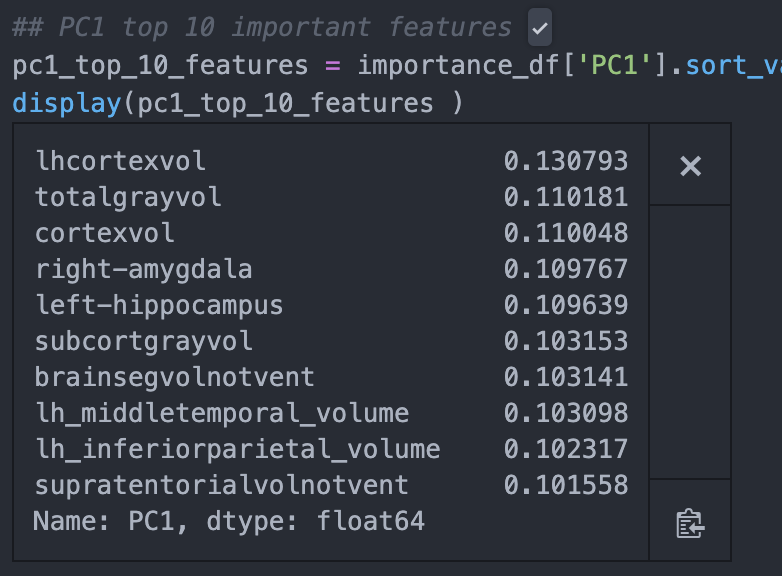 ## PC1 top 10 important features
pc1_top_10_features = importance_df['PC1'].sort_va
display(pc1_top_10_features )
lhcortexvol 0.130793
totalgrayvol 0.110181
cortexvol 0.110048
right-amygdala 0.109767
left-hippocampus 0.109639
subcortgrayvol 0.103153
brainsegvolnotvent 0.103141
lh_middletemporal_volume 0.103098
lh_inferiorparietal_volume 0.102317
supratentorialvolnotvent 0.101558
Name: PC1, dtype: float64